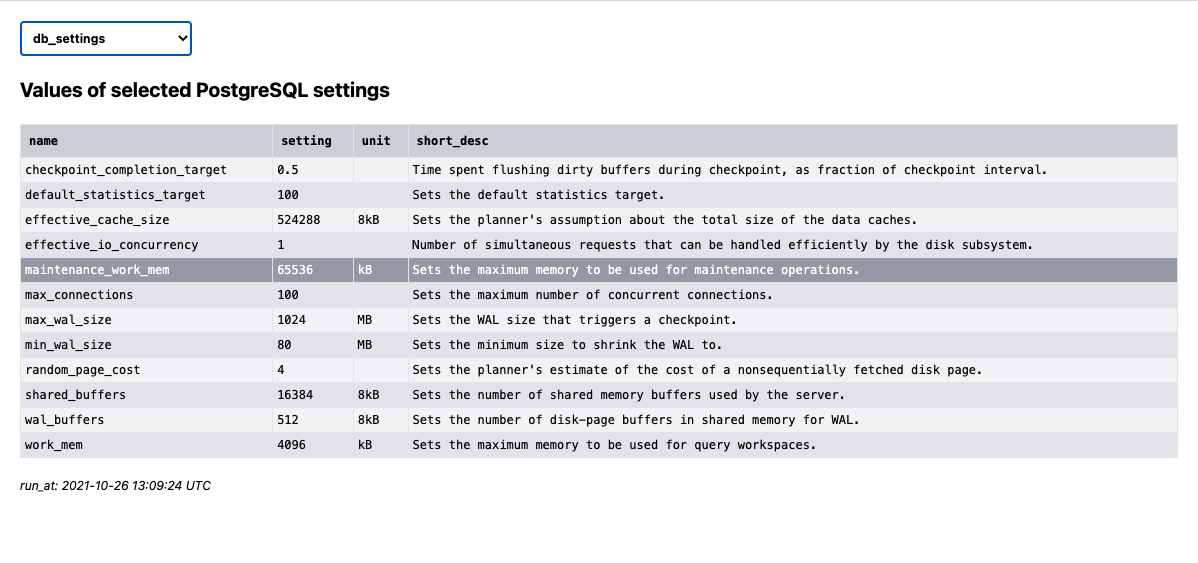 db_settings
Values of selected PostgreSQL settings
name setting unit short_desc
checkpoint_completion_target 0.5 Time spent flushing dirty buffers during checkpoint, as fraction of checkpoint interval.
default_statistics_target 100 Sets the default statistics target.
effective_cache_size 524288 8kB Sets the planner's assumption about the total size of the data caches.
effective_io_concurrency 1 Number of simultaneous requests that can be handled efficiently by the disk subsystem.
maintenance_work_mem 65536 kB Sets the maximum memory to be used for maintenance operations.
max_connections 100 Sets the maximum number of concurrent connections.
max_wal_size 1024 MB Sets the WAL size that triggers a checkpoint.
min_wal_size 80 MB Sets the minimum size to shrink the WAL to.
random_page_cost 4 Sets the planner's estimate of the cost of a nonsequentially fetched disk page.
shared_buffers 16384 8kB Sets the number of shared memory buffers used by the server.
wal_buffers 512 8kB Sets the number of disk-page buffers in shared memory for WAL.
work_mem 4096 kB Sets the maximum memory to be used for query workspaces.
run_at: 2021-10-26 13:09:24 UTC